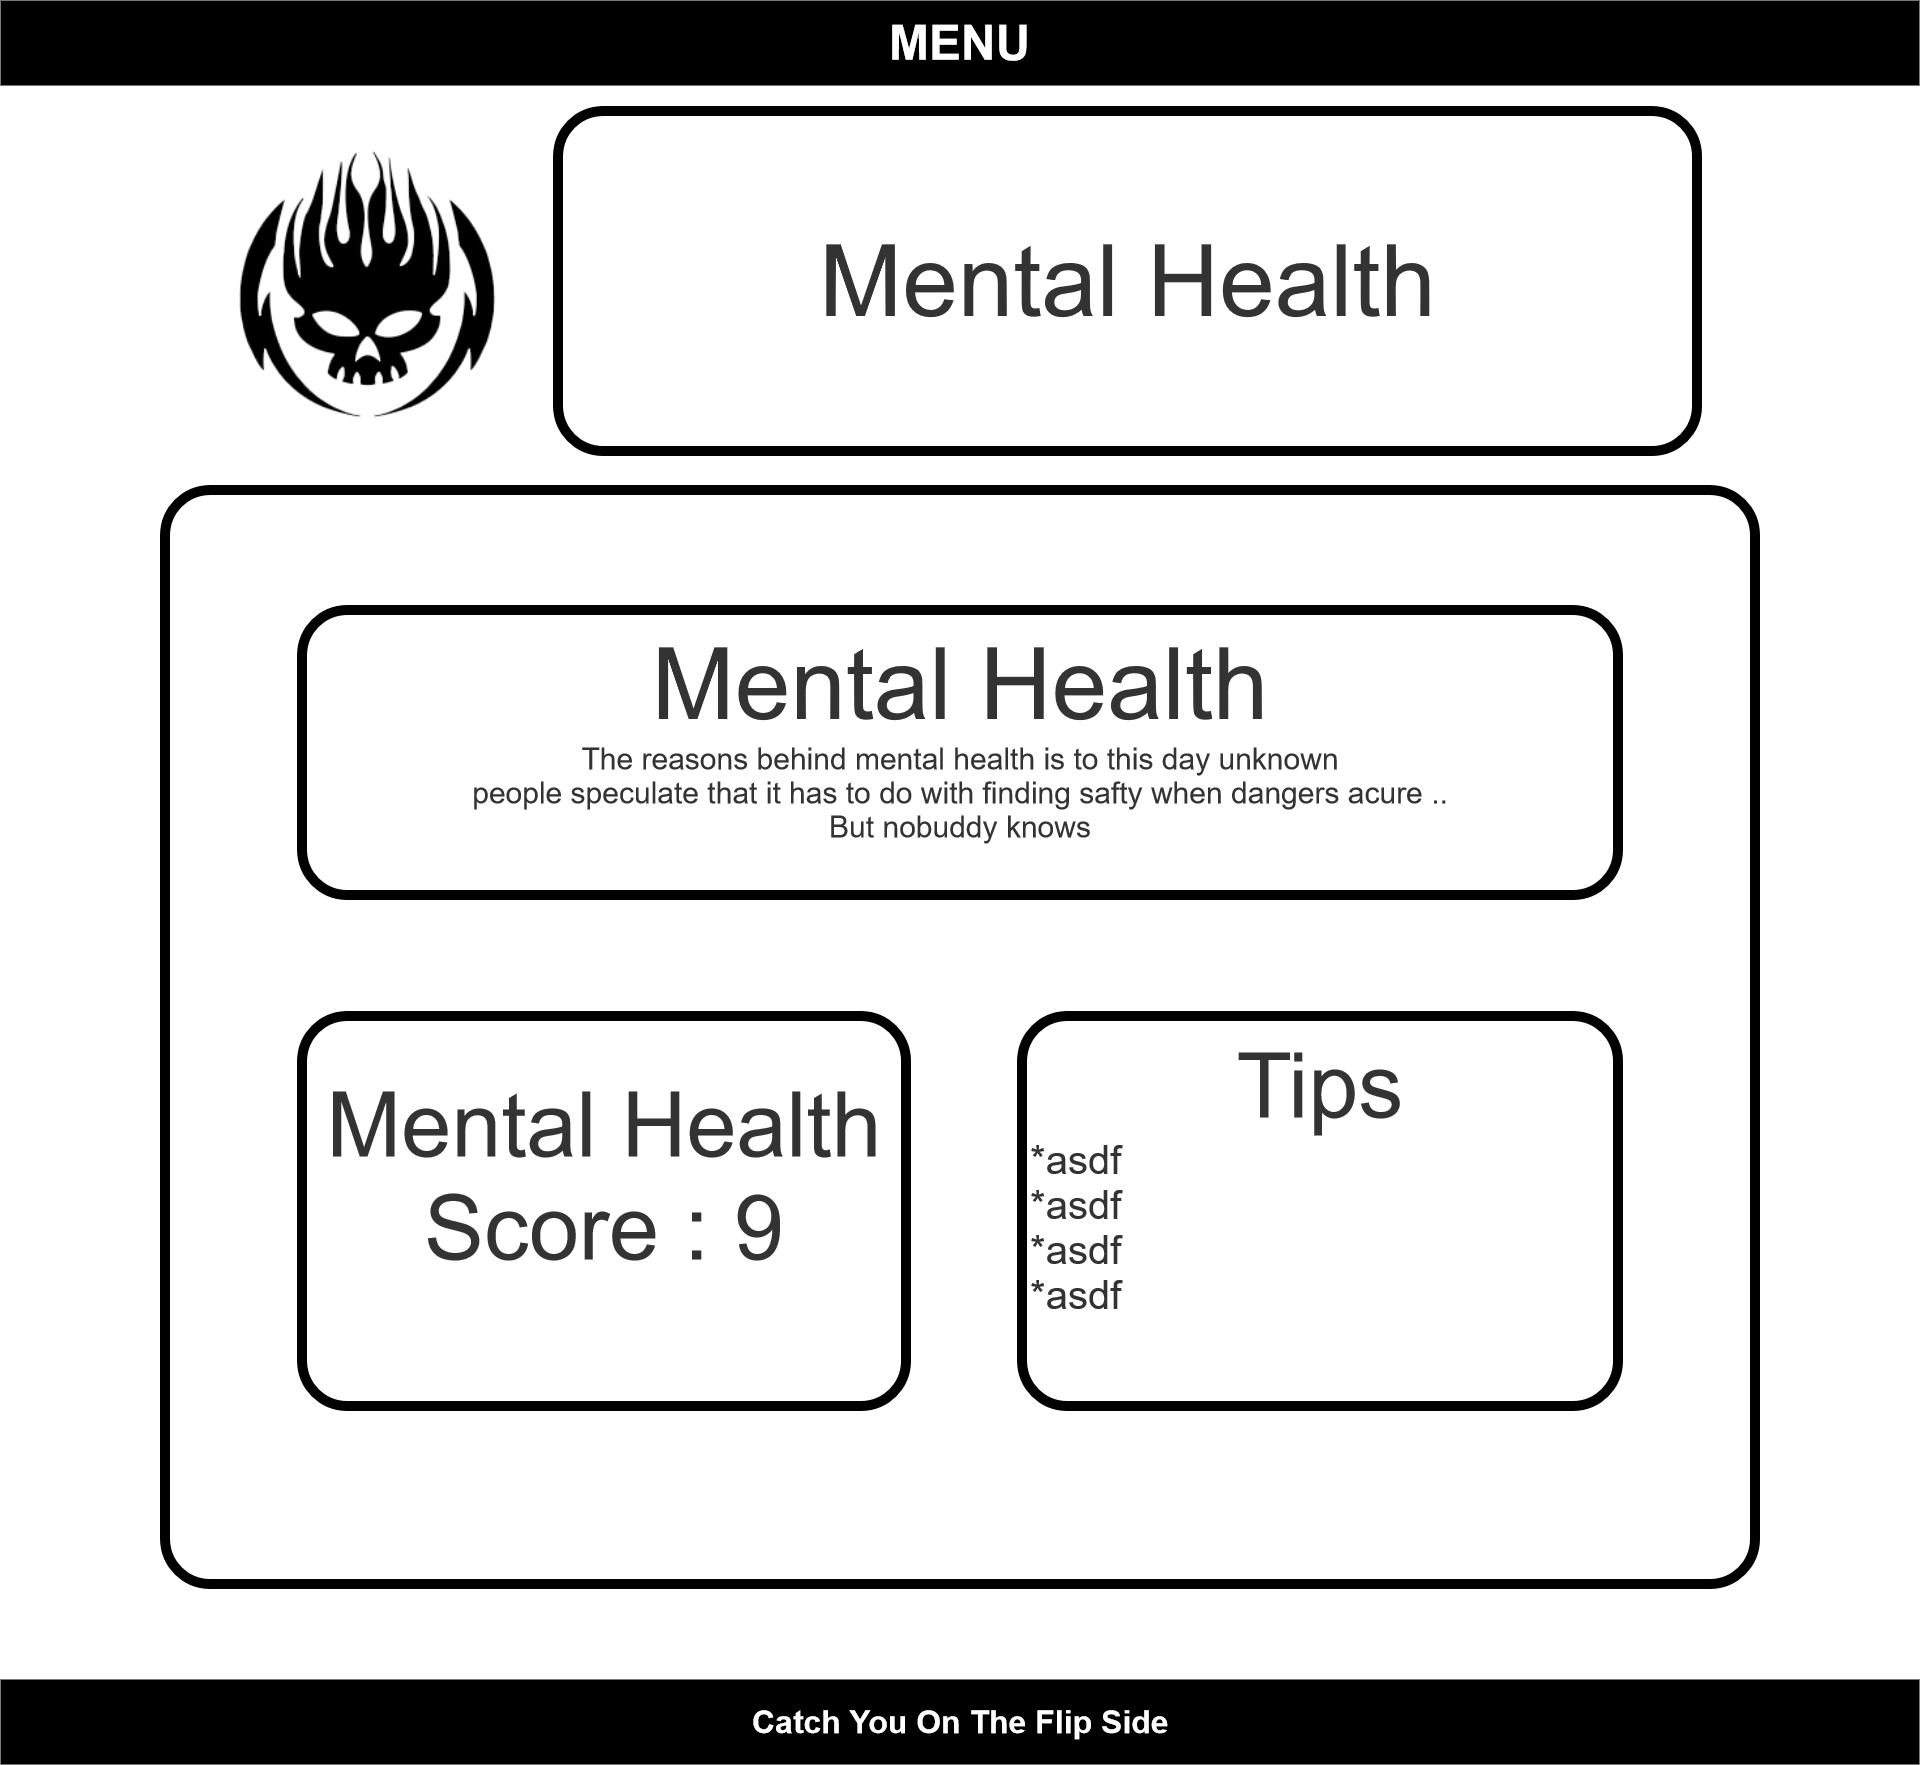 MENU
Mental Health
Mental Health
The reasons behind mental health is to this day unknown
people speculate that it has to do with finding safty when dangers acure ..
But nobuddy knows
Mental Health
Score : 9
Tips
*asdf
*asdf
*asdf
*asdf
Catch You On The Flip Side